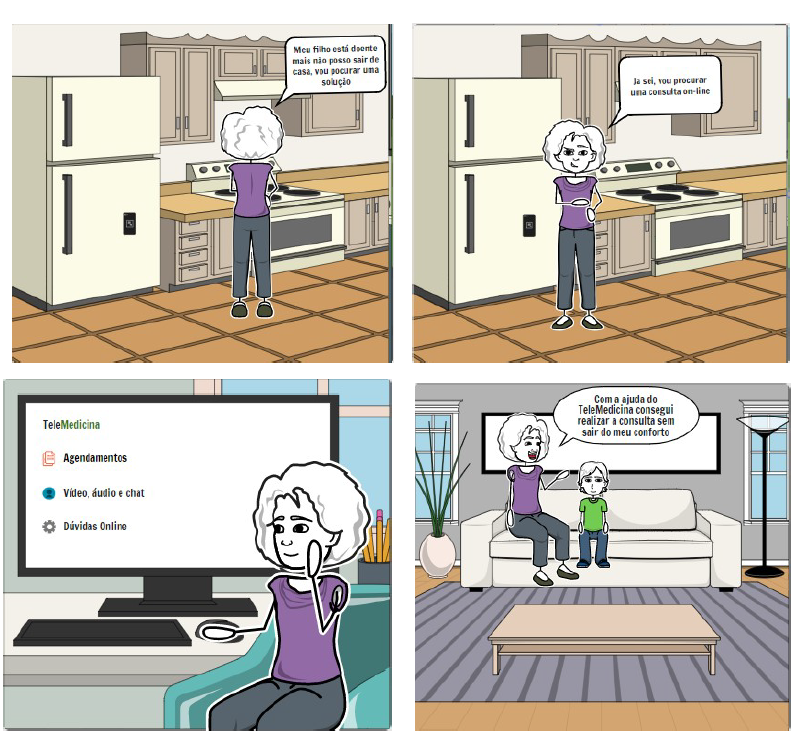 Meu filho está doente
mais não posso sair de
casa, vou pocurar uma
solução
Ja sei, vou procurar
uma consulta on-line
TeleMedicina
Agendamentos
Vídeo, áudio e chat
Dúvidas Online
Com a ajuda do
TeleMedicina consegui
realizar a consulta sem
sair do meu conforto